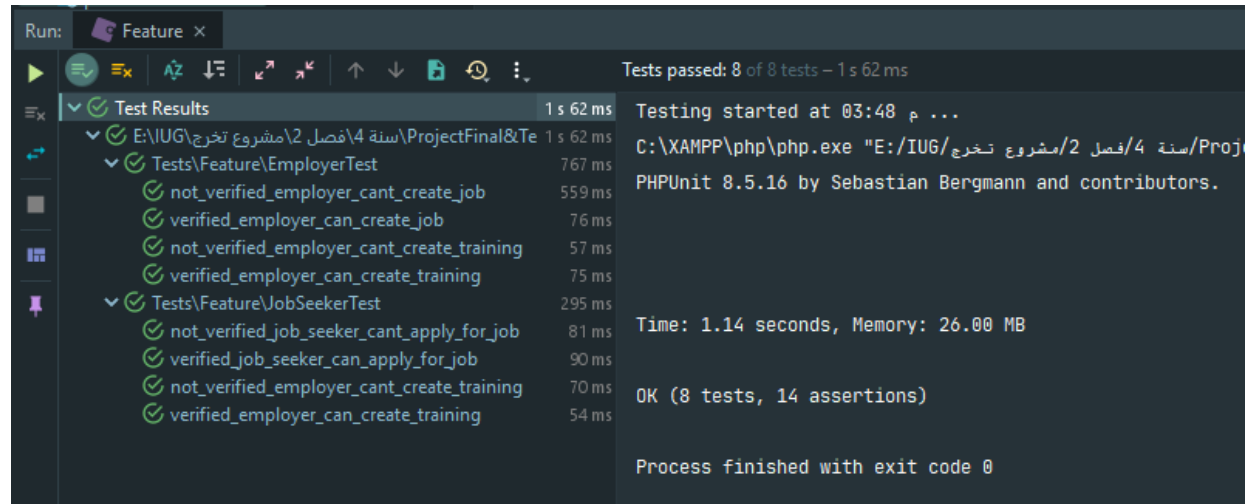 Run: Feature ×
Tests passed: 8 of 8 tests – 1 s 62 ms
Test Results 1 s 62 ms
E:\IUG\سنة 4\فصل 2\مشروع تخرج\ProjectFinal&Te 1 s 62 ms
Tests\Feature\EmployerTest 767 ms
not_verified_employer_cant_create_job 559 ms
verified_employer_can_create_job 76 ms
not_verified_employer_cant_create_training 57 ms
verified_employer_can_create_training 75 ms
Tests\Feature\JobSeekerTest 295 ms
not_verified_job_seeker_cant_apply_for_job 81 ms
verified_job_seeker_can_apply_for_job 90 ms
not_verified_employer_cant_create_training 70 ms
verified_employer_can_create_training 54 ms
Testing started at 03:48 م ...
C:\XAMPP\php\php.exe "E:/IUG/سنة 4/فصل 2/مشروع تخرج/Proj
PHPUnit 8.5.16 by Sebastian Bergmann and contributors.
Time: 1.14 seconds, Memory: 26.00 MB
OK (8 tests, 14 assertions)
Process finished with exit code 0